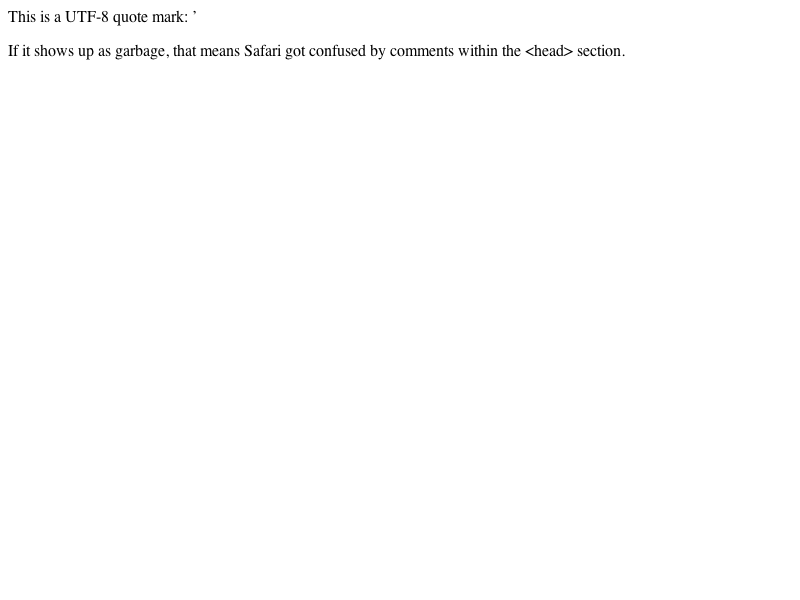 This is a UTF-8 quote mark: ’
If it shows up as garbage, that means Safari got confused by comments within the <head> section.